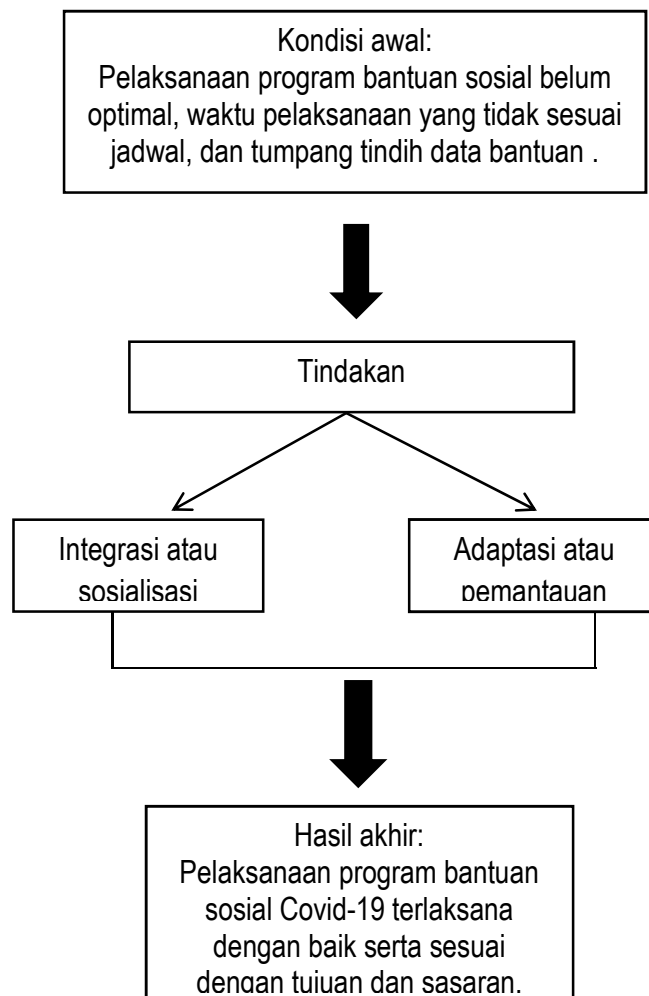 Kondisi awal:
Pelaksanaan program bantuan sosial belum
optimal, waktu pelaksanaan yang tidak sesuai
jadwal, dan tumpang tindih data bantuan .
Tindakan
Integrasi atau
sosialisasi
Adaptasi atau
pemantauan
Hasil akhir:
Pelaksanaan program bantuan
sosial Covid-19 terlaksana
dengan baik serta sesuai
dengan tujuan dan sasaran.